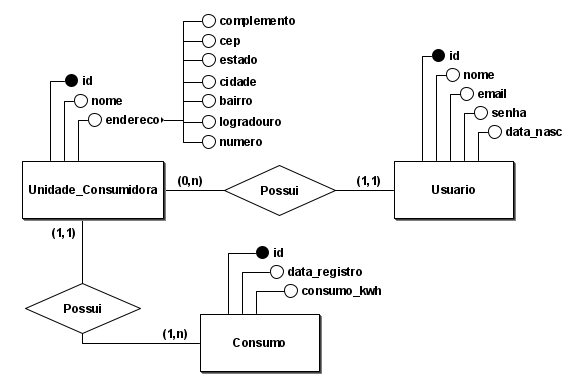 complemento
cep
estado
cidade
bairro
logradouro
numero
id
nome
endereco
id
nome
email
senha
data_nasc
Unidade_Consumidora
(0,n)
Possui
(1,1)
Usuario
(1,1)
Possui
(1,n)
id
data_registro
consumo_kwh
Consumo